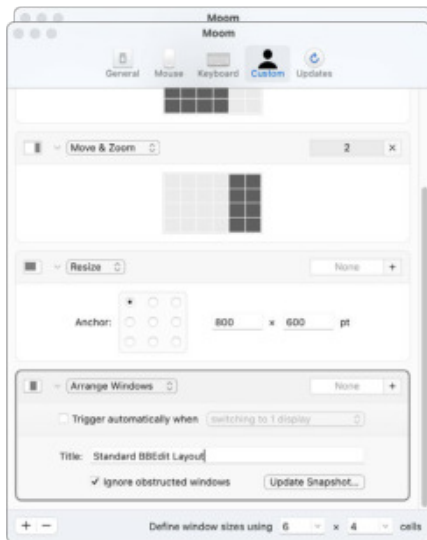 Moom
Moom
General Mouse Keyboard Custom Updates
Move & Zoom 2 ×
Resize None +
Anchor: 800 x 600 pt
Arrange Windows None +
Trigger automatically when switching to 1 display
Title: Standard BBEdit Layout
Ignore obstructed windows Update Snapshot...
+ − Define window sizes using 6 x 4 cells